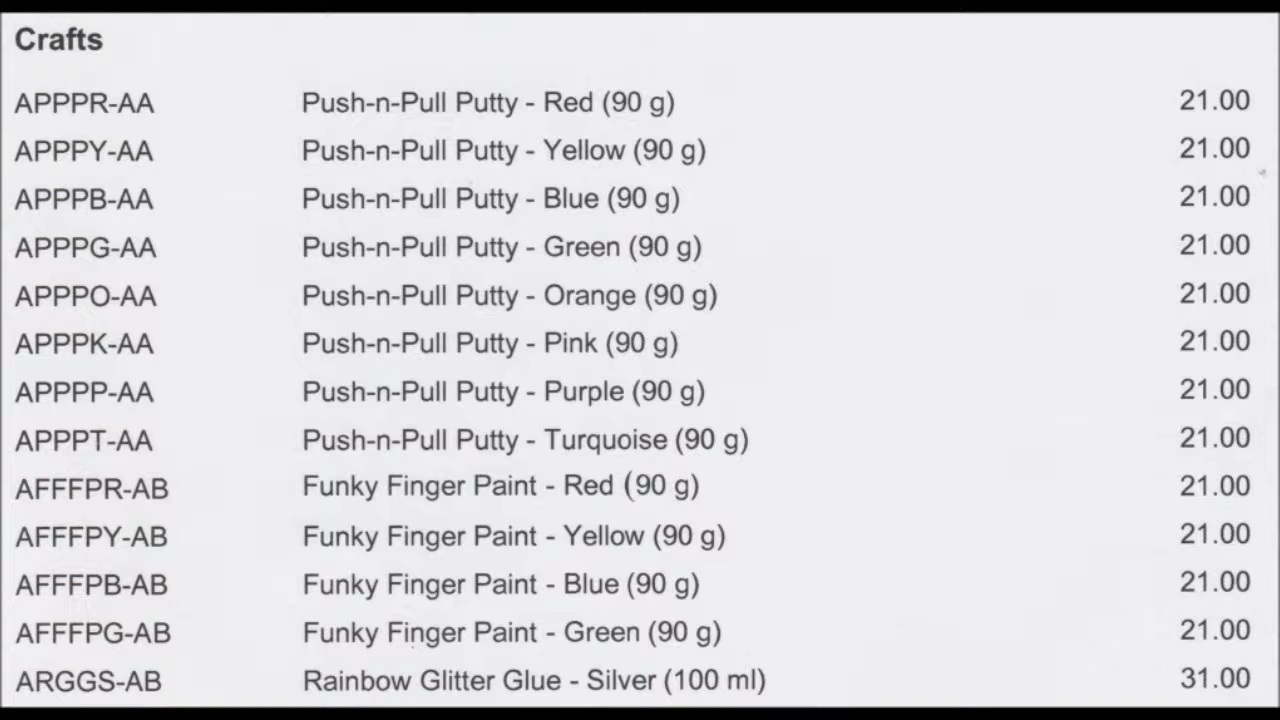 Crafts
APPPR-AA Push-n-Pull Putty - Red (90 g) 21.00
APPPY-AA Push-n-Pull Putty - Yellow (90 g) 21.00
APPPB-AA Push-n-Pull Putty - Blue (90 g) 21.00
APPPG-AA Push-n-Pull Putty - Green (90 g) 21.00
APPPO-AA Push-n-Pull Putty - Orange (90 g) 21.00
APPPK-AA Push-n-Pull Putty - Pink (90 g) 21.00
APPPP-AA Push-n-Pull Putty - Purple (90 g) 21.00
APPPT-AA Push-n-Pull Putty - Turquoise (90 g) 21.00
AFFFPR-AB Funky Finger Paint - Red (90 g) 21.00
AFFFPY-AB Funky Finger Paint - Yellow (90 g) 21.00
AFFFPB-AB Funky Finger Paint - Blue (90 g) 21.00
AFFFPG-AB Funky Finger Paint - Green (90 g) 21.00
ARGGS-AB Rainbow Glitter Glue - Silver (100 ml) 31.00